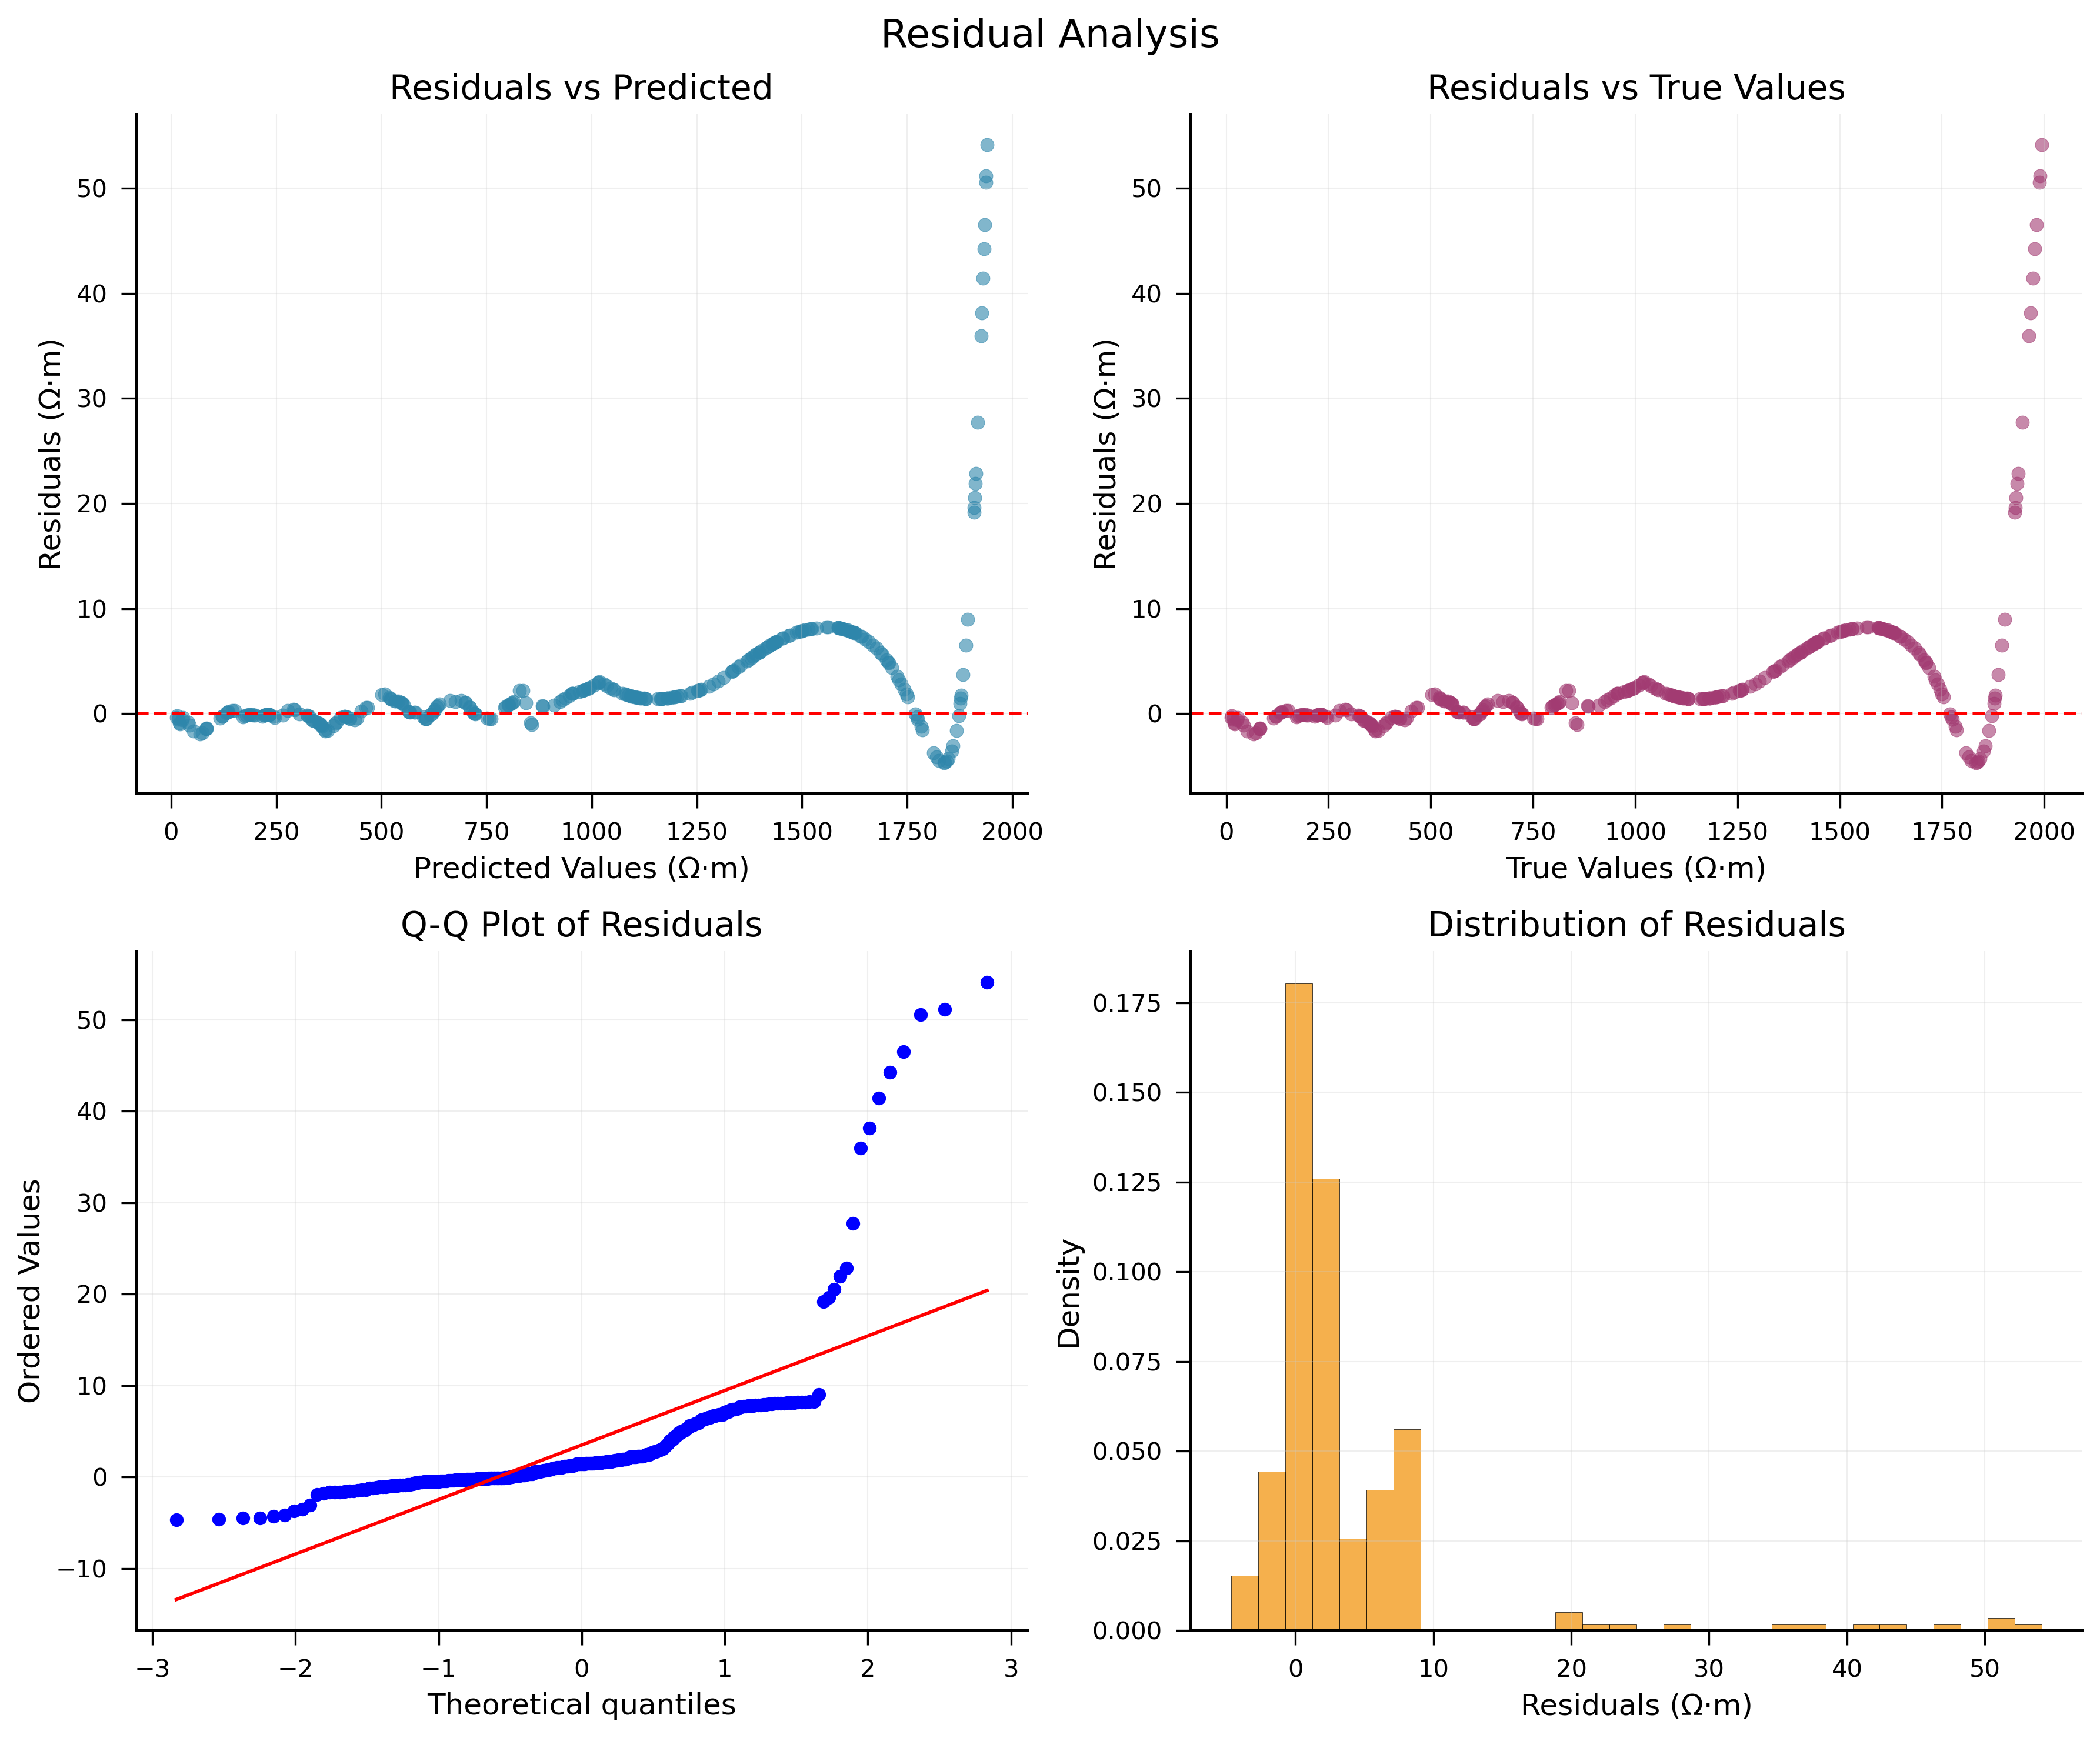 Residual Analysis
Residuals vs Predicted
Residuals (Ω·m)
50
40
30
20
10
0
0 250 500 750 1000 1250 1500 1750 2000
Predicted Values (Ω·m)
Residuals vs True Values
Residuals (Ω·m)
50
40
30
20
10
0
0 250 500 750 1000 1250 1500 1750 2000
True Values (Ω·m)
Q-Q Plot of Residuals
Ordered Values
50
40
30
20
10
0
−10
−3 −2 −1 0 1 2 3
Theoretical quantiles
Distribution of Residuals
Density
0.175
0.150
0.125
0.100
0.075
0.050
0.025
0.000
0 10 20 30 40 50
Residuals (Ω·m)